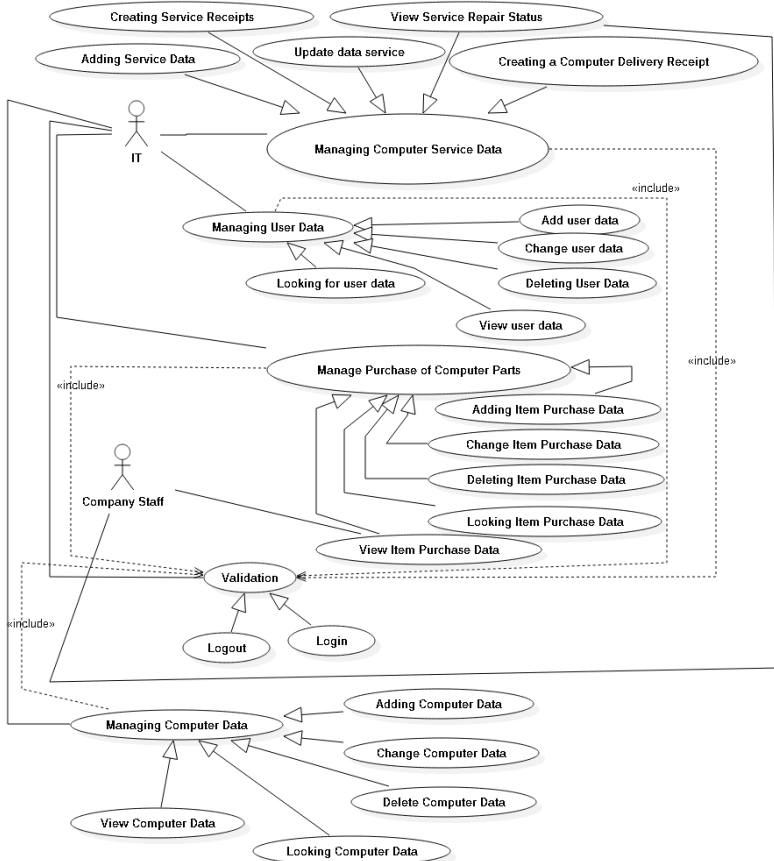 Creating Service Receipts
View Service Repair Status
Adding Service Data
Update data service
Creating a Computer Delivery Receipt
IT
Managing Computer Service Data
«include»
Managing User Data
Add user data
Change user data
Looking for user data
Deleting User Data
View user data
«include»
Manage Purchase of Computer Parts
«include»
Adding Item Purchase Data
Change Item Purchase Data
Deleting Item Purchase Data
Company Staff
Looking Item Purchase Data
View Item Purchase Data
Validation
«include»
Logout
Login
Adding Computer Data
Managing Computer Data
Change Computer Data
Delete Computer Data
View Computer Data
Looking Computer Data